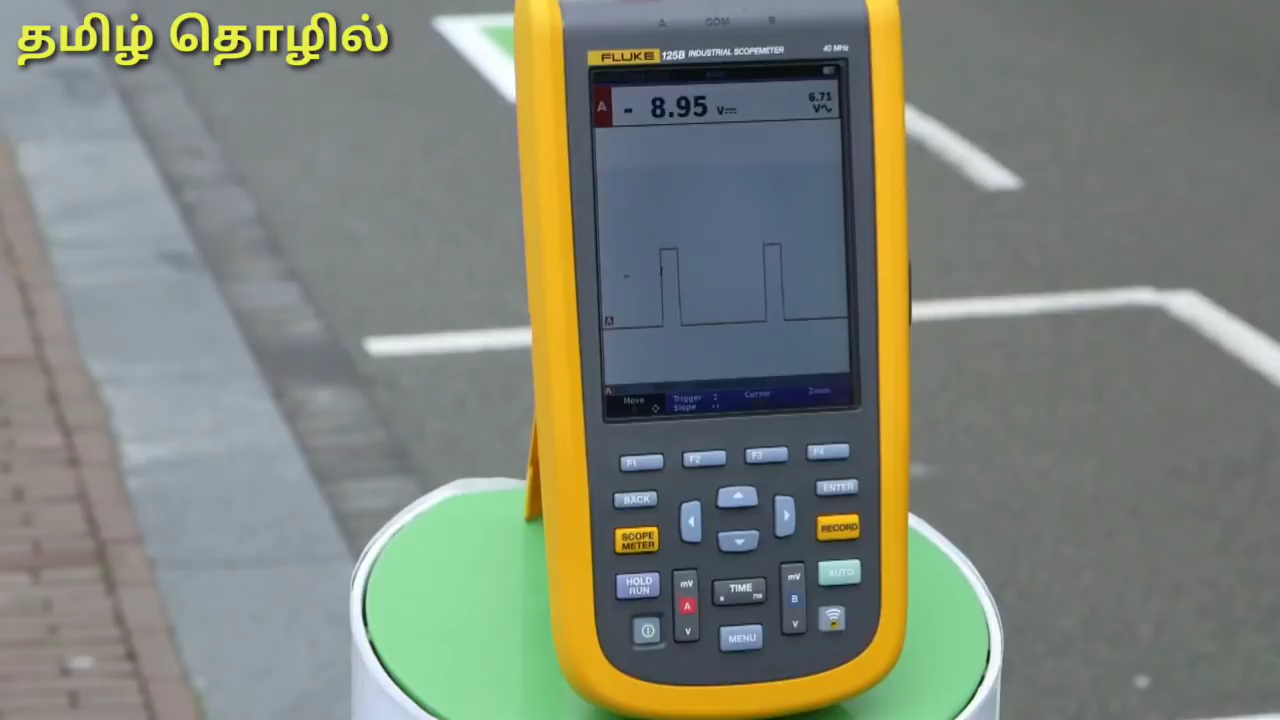 தமிழ் தொழில்
A COM B
FLUKE 125B INDUSTRIAL SCOPEMETER 40 MHz
A - 8.95 V 6.71 V
A
A
Move Trigger Slope Cursor Zoom
F1 F2 F3 F4
BACK ENTER
SCOPE METER RECORD
HOLD RUN mV A V TIME mV B V AUTO
MENU